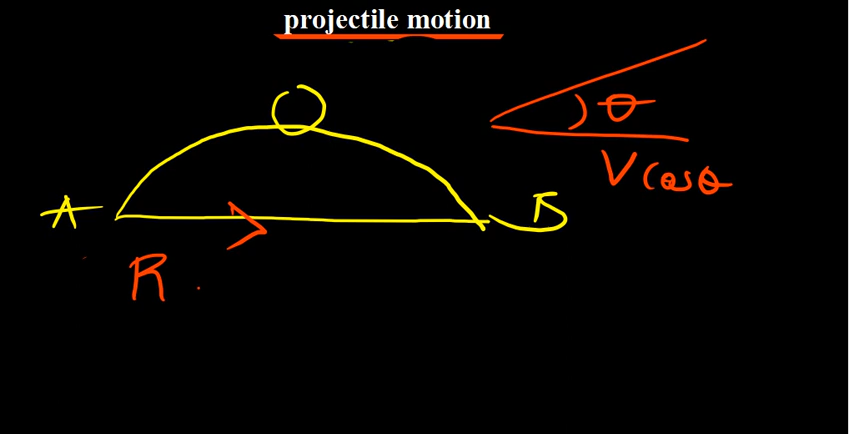 projectile motion
θ
V cosθ
A
B
R